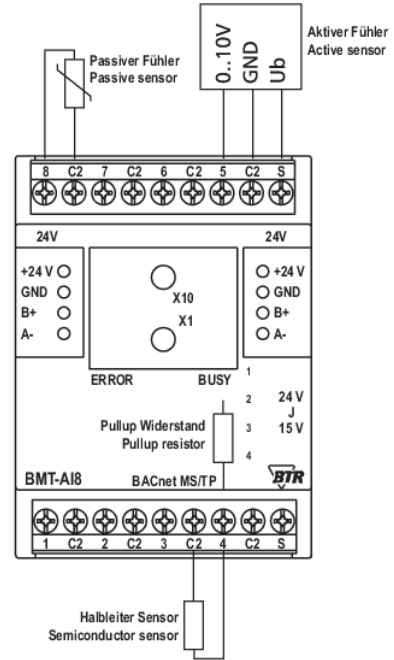 Passiver Fühler
Passive sensor
0..10V
GND
Ub
Aktiver Fühler
Active sensor
8 C2 7 C2 6 C2 5 C2 S
24V
24V
+24 V
GND
B+
A-
X10
X1
+24 V
GND
B+
A-
ERROR
BUSY
1
2
3
4
24 V
J
15 V
Pullup Widerstand
Pullup resistor
BMT-AI8
BACnet MS/TP
BTR
1 C2 2 C2 3 C2 4 C2 S
Halbleiter Sensor
Semiconductor sensor